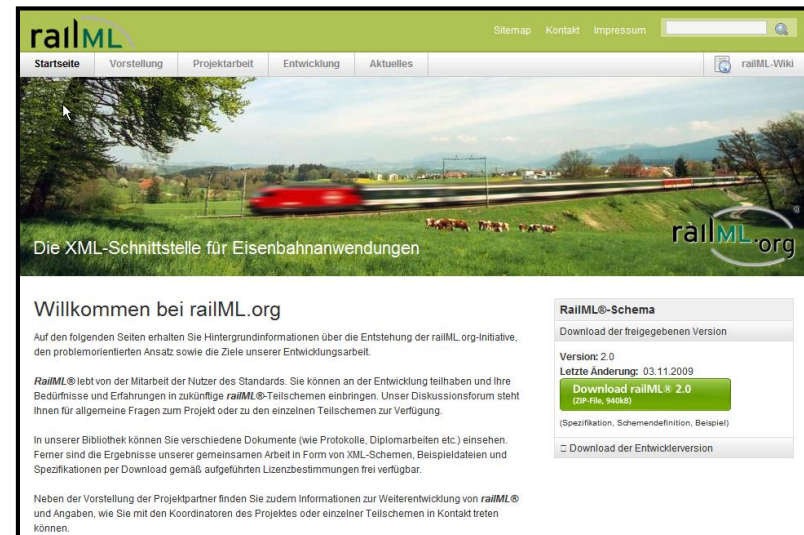 railML
Sitemap Kontakt Impressum
Startseite Vorstellung Projektarbeit Entwicklung Aktuelles railML-Wiki
Die XML-Schnittstelle für Eisenbahnanwendungen
railML.org
®
Willkommen bei railML.org
Auf den folgenden Seiten erhalten Sie Hintergrundinformationen über die Entstehung der railML.org-Initiative,
den problemorientierten Ansatz sowie die Ziele unserer Entwicklungsarbeit.
RailML® lebt von der Mitarbeit der Nutzer des Standards. Sie können an der Entwicklung teilhaben und Ihre
Bedürfnisse und Erfahrungen in zukünftige railML®-Teilschemen einbringen. Unser Diskussionsforum steht
Ihnen für allgemeine Fragen zum Projekt oder zu den einzelnen Teilschemen zur Verfügung.
In unserer Bibliothek können Sie verschiedene Dokumente (wie Protokolle, Diplomarbeiten etc.) einsehen.
Ferner sind die Ergebnisse unserer gemeinsamen Arbeit in Form von XML-Schemen, Beispieldateien und
Spezifikationen per Download gemäß aufgeführten Lizenzbestimmungen frei verfügbar.
Neben der Vorstellung der Projektpartner finden Sie zudem Informationen zur Weiterentwicklung von railML®
und Angaben, wie Sie mit den Koordinatoren des Projektes oder einzelner Teilschemen in Kontakt treten
können.
RailML®-Schema
Download der freigegebenen Version
Version: 2.0
Letzte Änderung: 03.11.2009
Download railML® 2.0
(ZIP-File, 940kB)
(Spezifikation, Schemendefinition, Beispiel)
Download der Entwicklerversion